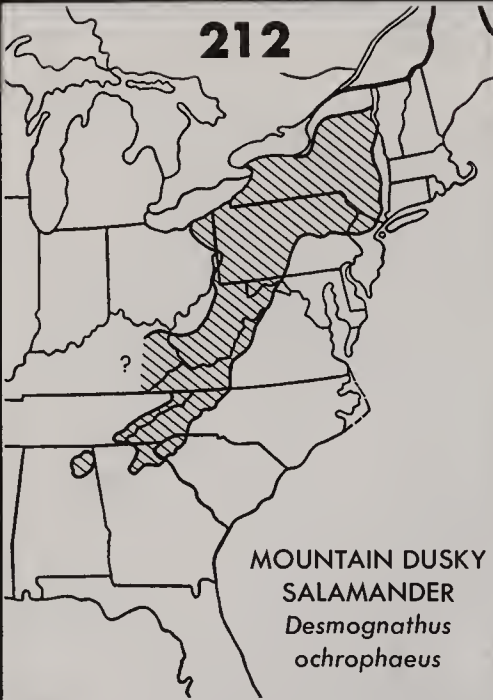 212
?
MOUNTAIN DUSKY
SALAMANDER
Desmognathus
ochrophaeus